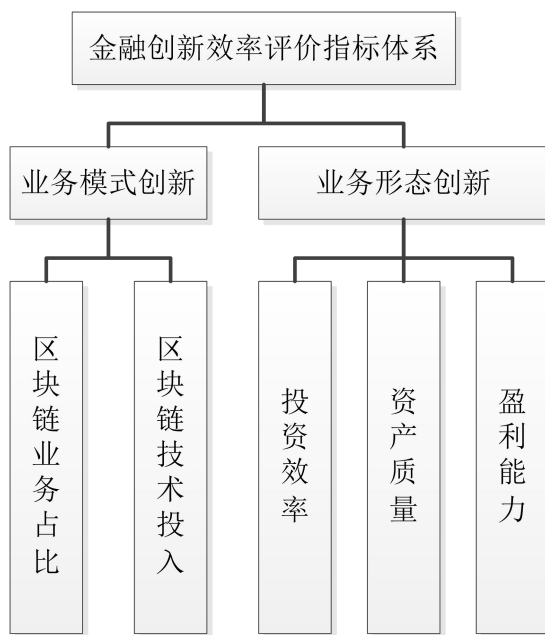 金融创新效率评价指标体系
业务模式创新
业务形态创新
区块链业务占比
区块链技术投入
投资效率
资产质量
盈利能力